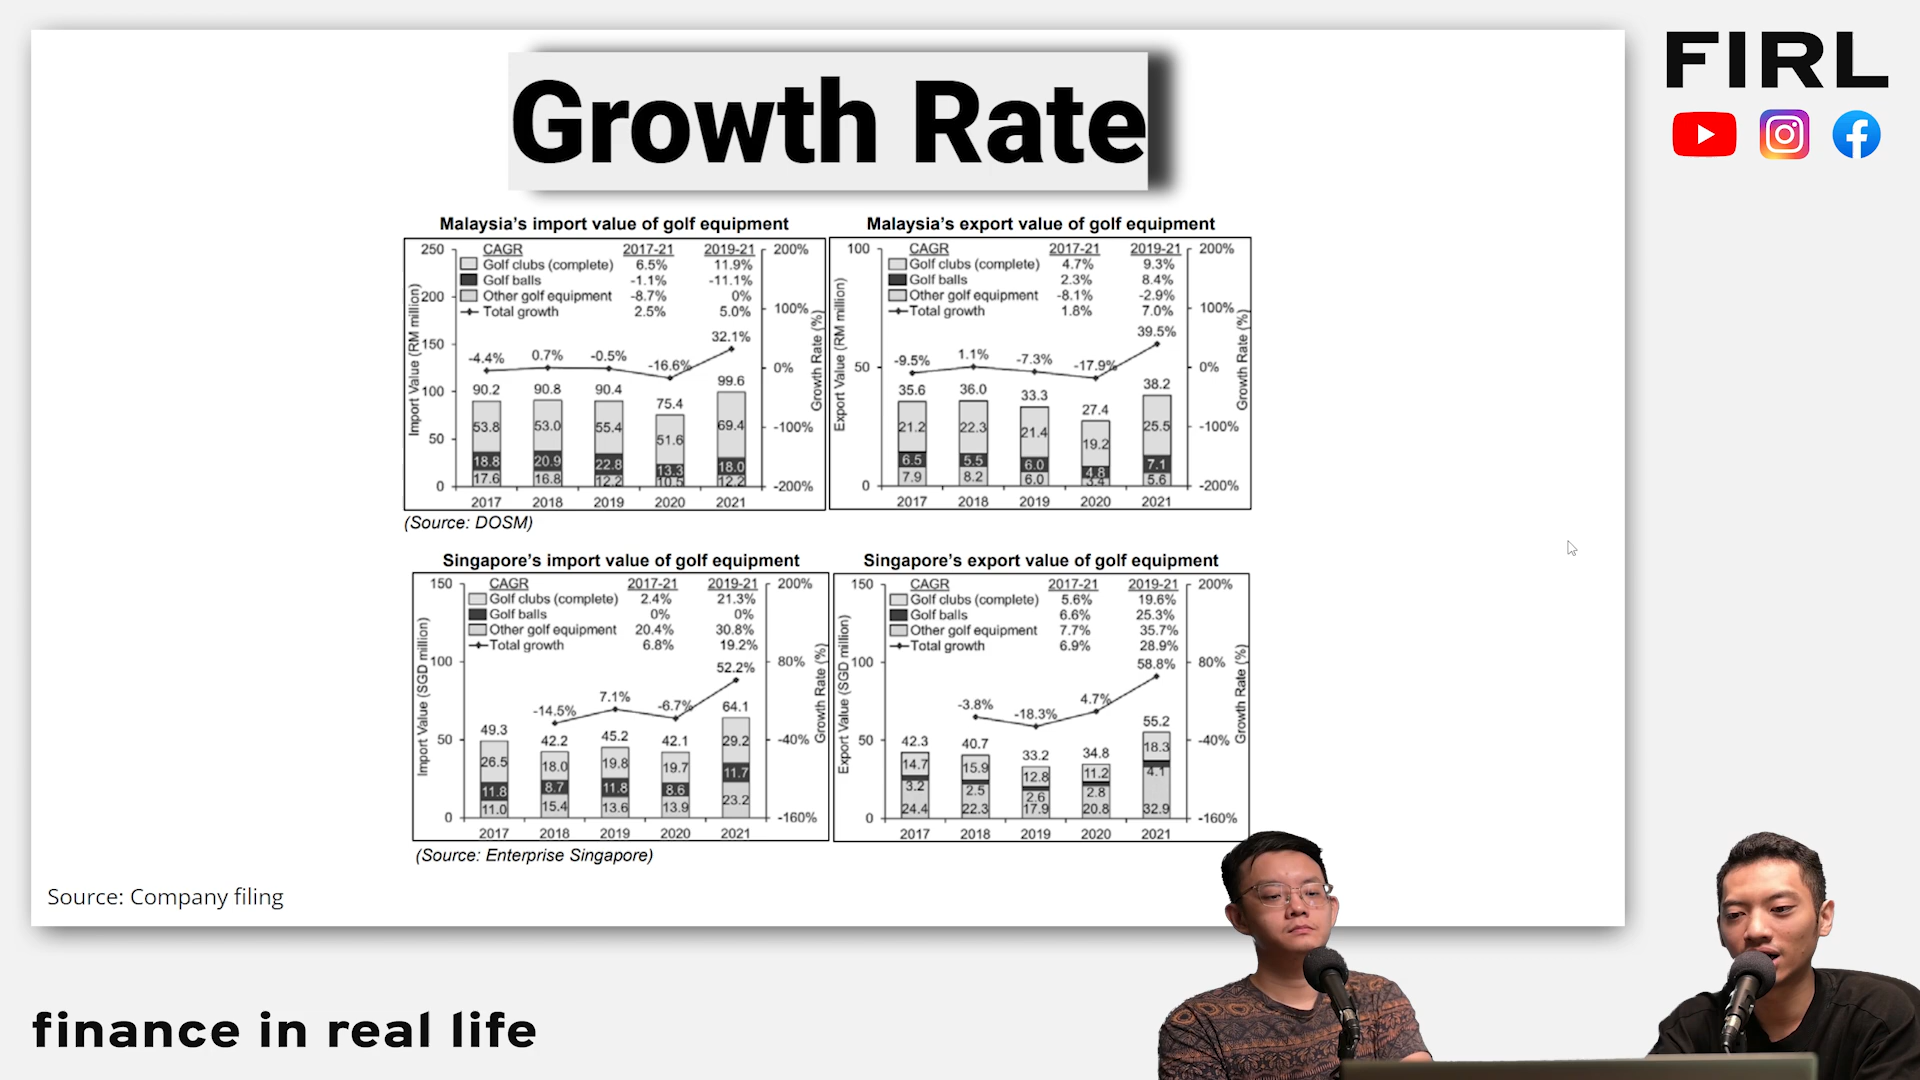 FIRL
Growth Rate
Malaysia's import value of golf equipment
CAGR 2017-21 2019-21
Golf clubs (complete) 6.5% 11.9%
Golf balls -1.1% -11.1%
Other golf equipment -8.7% 0%
Total growth 2.5% 5.0%
Import Value (RM million)
250
200
150
100
50
0
Growth Rate (%)
200%
100%
0%
-100%
-200%
-4.4% 0.7% -0.5% -16.6% 32.1%
90.2 90.8 90.4 75.4 99.6
53.8 53.0 55.4 51.6 69.4
18.8 20.9 22.8 13.3 18.0
17.6 16.8 12.2 10.5 12.2
2017 2018 2019 2020 2021
(Source: DOSM)
Malaysia's export value of golf equipment
CAGR 2017-21 2019-21
Golf clubs (complete) 4.7% 9.3%
Golf balls 2.3% 8.4%
Other golf equipment -8.1% -2.9%
Total growth 1.8% 7.0%
Export Value (RM million)
100
50
0
Growth Rate (%)
200%
100%
0%
-100%
-200%
-9.5% 1.1% -7.3% -17.9% 39.5%
35.6 36.0 33.3 27.4 38.2
21.2 22.3 21.4 19.2 25.5
6.5 5.5 6.0 4.8 7.1
7.9 8.2 6.0 3.4 5.6
2017 2018 2019 2020 2021
Singapore's import value of golf equipment
CAGR 2017-21 2019-21
Golf clubs (complete) 2.4% 21.3%
Golf balls 0% 0%
Other golf equipment 20.4% 30.8%
Total growth 6.8% 19.2%
Import Value (SGD million)
150
100
50
0
Growth Rate (%)
200%
80%
-40%
-160%
-14.5% 7.1% -6.7% 52.2%
49.3 42.2 45.2 42.1 64.1
26.5 18.0 19.8 19.7 29.2
11.8 8.7 11.8 8.6 11.7
11.0 15.4 13.6 13.9 23.2
2017 2018 2019 2020 2021
(Source: Enterprise Singapore)
Singapore's export value of golf equipment
CAGR 2017-21 2019-21
Golf clubs (complete) 5.6% 19.6%
Golf balls 6.6% 25.3%
Other golf equipment 7.7% 35.7%
Total growth 6.9% 28.9%
Export Value (SGD million)
150
100
50
0
Growth Rate (%)
200%
80%
-40%
-160%
-3.8% -18.3% 4.7% 58.8%
42.3 40.7 33.2 34.8 55.2
14.7 15.9 12.8 11.2 18.3
3.2 2.5 2.6 2.8 4.1
24.4 22.3 17.9 20.8 32.9
2017 2018 2019 2020 2021
Source: Company filing
finance in real life